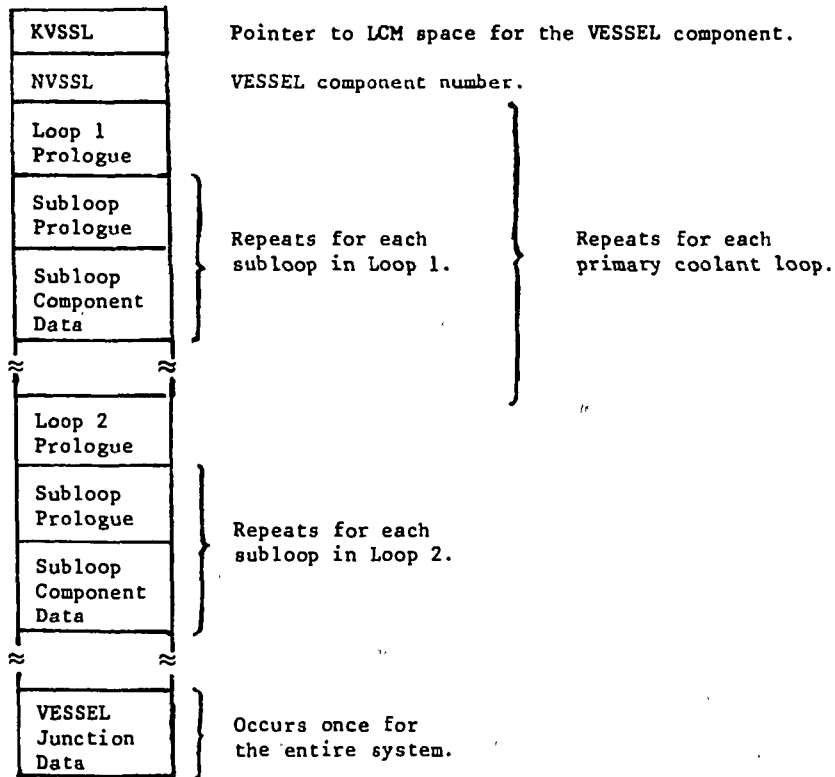 KVSSL Pointer to LCM space for the VESSEL component.
NVSSL VESSEL component number.
Loop 1
Prologue
Subloop
Prologue
Repeats for each
subloop in Loop 1.
Repeats for each
primary coolant loop.
Subloop
Component
Data
Loop 2
Prologue
Subloop
Prologue
Repeats for each
subloop in Loop 2.
Subloop
Component
Data
VESSEL
Junction
Data
Occurs once for
the entire system.